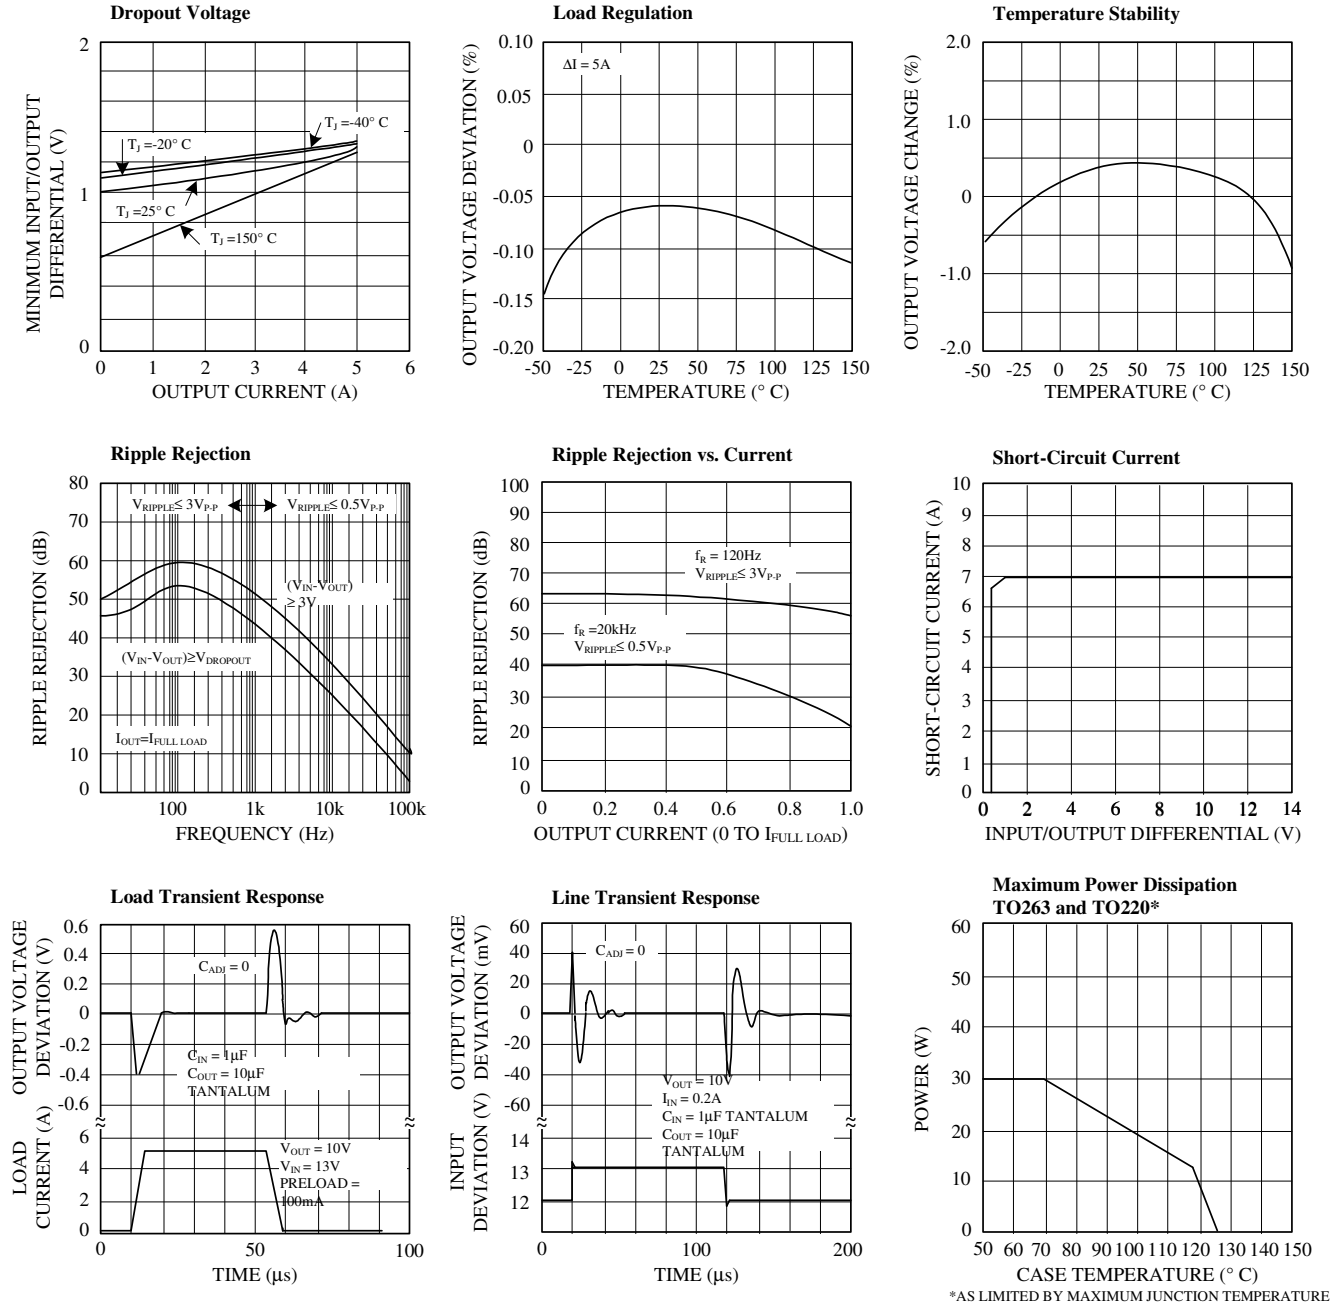 Dropout Voltage
MINIMUM INPUT/OUTPUT
DIFFERENTIAL (V)
2
1
0
T_J =-40° C
T_J =-20° C
T_J =25° C
T_J =150° C
0 1 2 3 4 5 6
OUTPUT CURRENT (A)
Load Regulation
OUTPUT VOLTAGE DEVIATION (%)
0.10
0.05
0
-0.05
-0.10
-0.15
-0.20
ΔI = 5A
-50 -25 0 25 50 75 100 125 150
TEMPERATURE (° C)
Temperature Stability
OUTPUT VOLTAGE CHANGE (%)
2.0
1.0
0
-1.0
-2.0
-50 -25 0 25 50 75 100 125 150
TEMPERATURE (° C)
Ripple Rejection
RIPPLE REJECTION (dB)
80
70
60
50
40
30
20
10
0
V_RIPPLE ≤ 3V_P-P
V_RIPPLE ≤ 0.5V_P-P
(V_IN-V_OUT)
≥ 3V
(V_IN-V_OUT)≥V_DROPOUT
I_OUT=I_FULL LOAD
100 1k 10k 100k
FREQUENCY (Hz)
Ripple Rejection vs. Current
RIPPLE REJECTION (dB)
100
90
80
70
60
50
40
30
20
10
0
f_R = 120Hz
V_RIPPLE ≤ 3V_P-P
f_R =20kHz
V_RIPPLE ≤ 0.5V_P-P
0 0.2 0.4 0.6 0.8 1.0
OUTPUT CURRENT (0 TO I_FULL LOAD)
Short-Circuit Current
SHORT-CIRCUIT CURRENT (A)
10
9
8
7
6
5
4
3
2
1
0
0 2 4 6 8 10 12 14
INPUT/OUTPUT DIFFERENTIAL (V)
Load Transient Response
OUTPUT VOLTAGE
DEVIATION (V)
0.6
0.4
0.2
0
-0.2
-0.4
-0.6
C_ADJ = 0
C_IN = 1μF
C_OUT = 10μF
TANTALUM
≈ ≈
LOAD
CURRENT (A)
6
4
2
0
V_OUT = 10V
V_IN = 13V
PRELOAD =
100mA
0 50 100
TIME (μs)
Line Transient Response
OUTPUT VOLTAGE
DEVIATION (mV)
60
40
20
0
-20
-40
-60
C_ADJ = 0
V_OUT = 10V
I_IN = 0.2A
C_IN = 1μF TANTALUM
C_OUT = 10μF
TANTALUM
≈ ≈
INPUT
DEVIATION (V)
14
13
12
0 100 200
TIME (μs)
Maximum Power Dissipation
TO263 and TO220*
POWER (W)
60
50
40
30
20
10
0
50 60 70 80 90 100 110 120 130 140 150
CASE TEMPERATURE (° C)
*AS LIMITED BY MAXIMUM JUNCTION TEMPERATURE